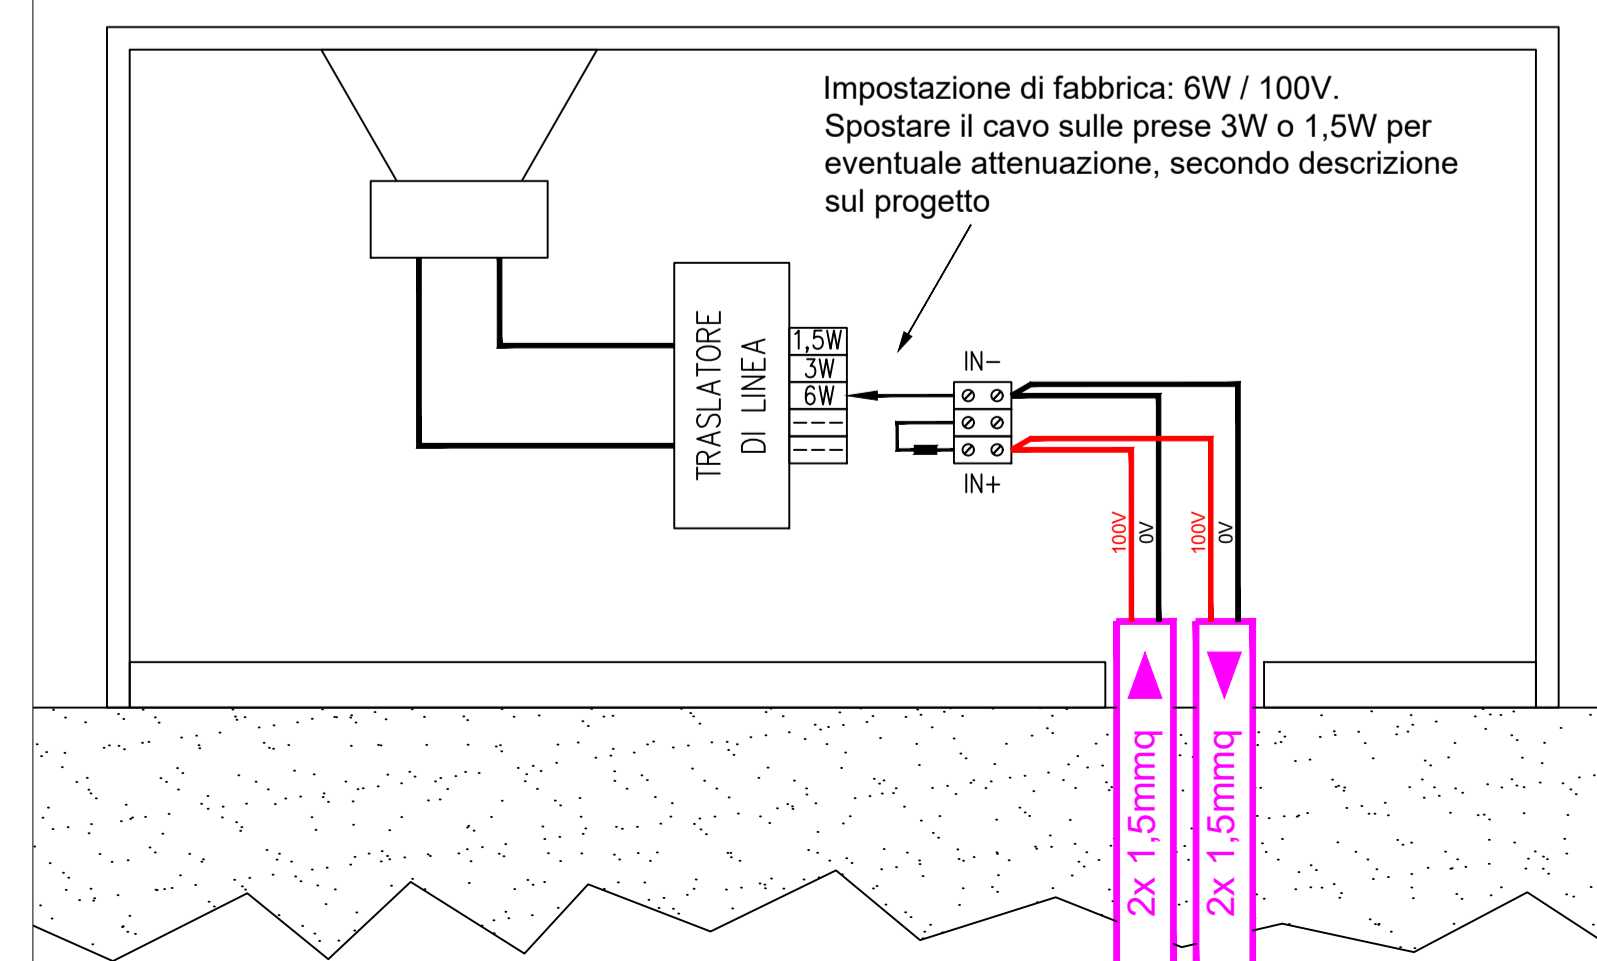 Impostazione di fabbrica: 6W / 100V.
Spostare il cavo sulle prese 3W o 1,5W per
eventuale attenuazione, secondo descrizione
sul progetto
TRASLATORE
DI LINEA
1,5W
3W
6W
----
----
IN-
IN+
100V
0V
100V
0V
2x 1,5mmq
2x 1,5mmq